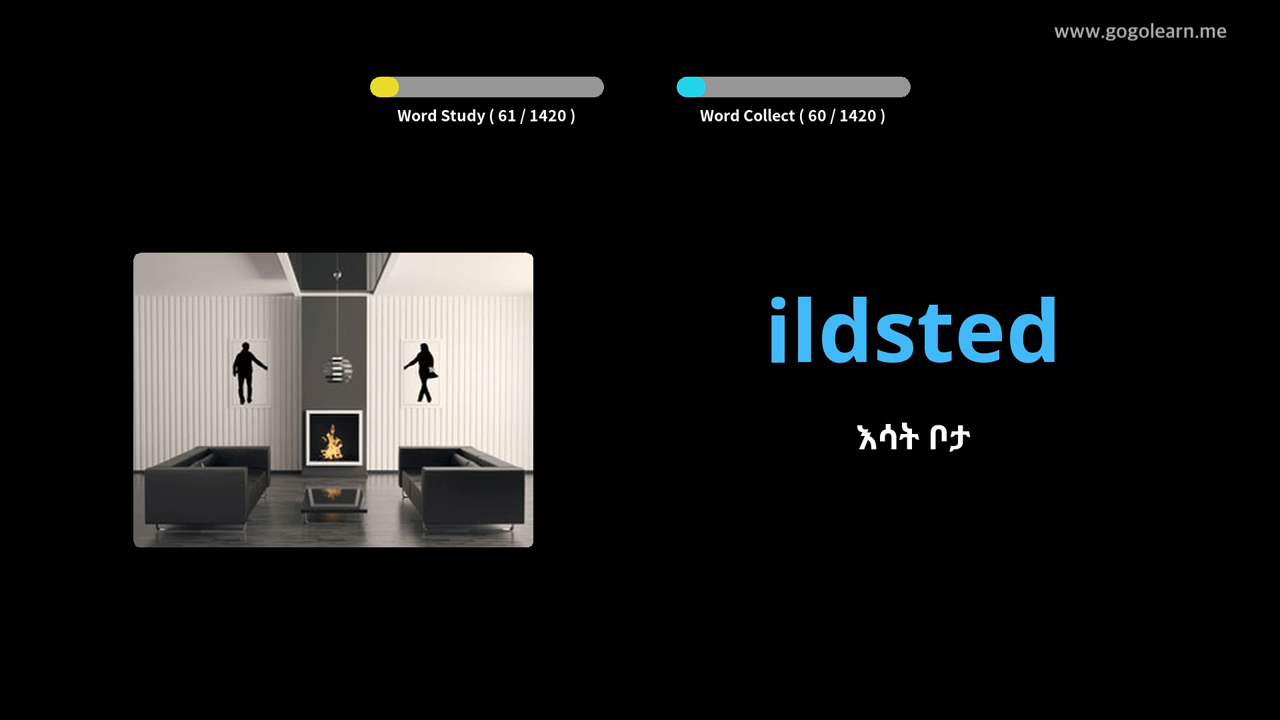 www.gogolearn.me
Word Study ( 61 / 1420 )
Word Collect ( 60 / 1420 )
ildsted
እሳት ቦታ